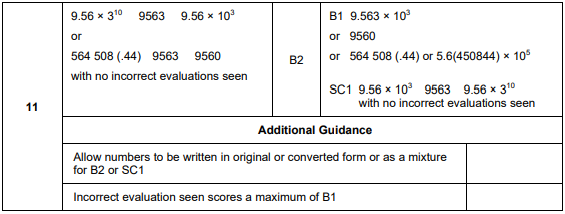 11
9.56 × 3¹⁰ 9563 9.56 × 10³
or
564 508 (.44) 9563 9560
with no incorrect evaluations seen
B2
B1 9.563 × 10³
or 9560
or 564 508 (.44) or 5.6(450844) × 10⁵
SC1 9.56 × 10³ 9563 9.56 × 3¹⁰
with no incorrect evaluations seen
Additional Guidance
Allow numbers to be written in original or converted form or as a mixture
for B2 or SC1
Incorrect evaluation seen scores a maximum of B1